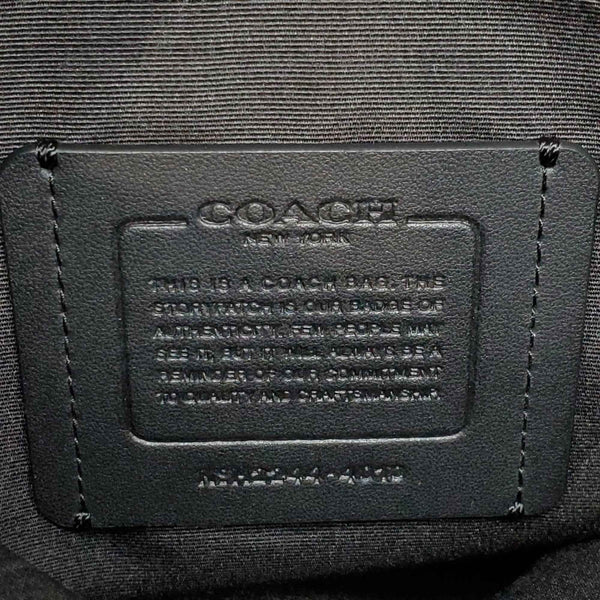 COACH
NEW YORK
THIS IS A COACH BAG. THE
STORYPATCH IS OUR BADGE OF
AUTHENTICITY. FEW PEOPLE MAY
SEE IT, BUT IT WILL ALWAYS BE A
REMINDER OF OUR COMMITMENT
TO QUALITY AND CRAFTSMANSHIP.